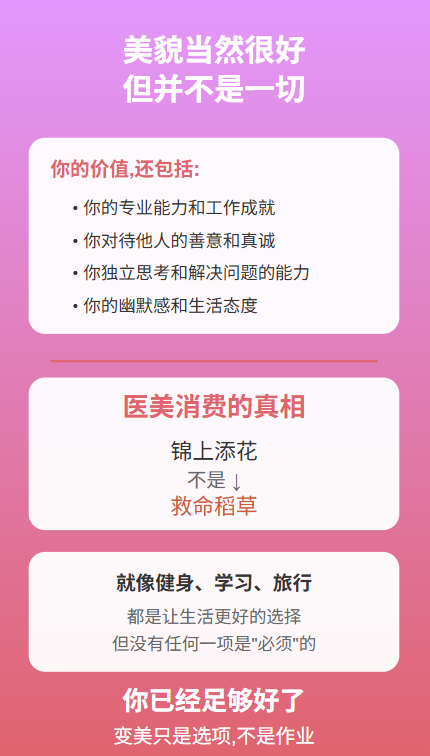 美貌当然很好
但并不是一切
你的价值,还包括:
• 你的专业能力和工作成就
• 你对待他人的善意和真诚
• 你独立思考和解决问题的能力
• 你的幽默感和生活态度
医美消费的真相
锦上添花
不是 ↓
救命稻草
就像健身、学习、旅行
都是让生活更好的选择
但没有任何一项是"必须"的
你已经足够好了
变美只是选项,不是作业